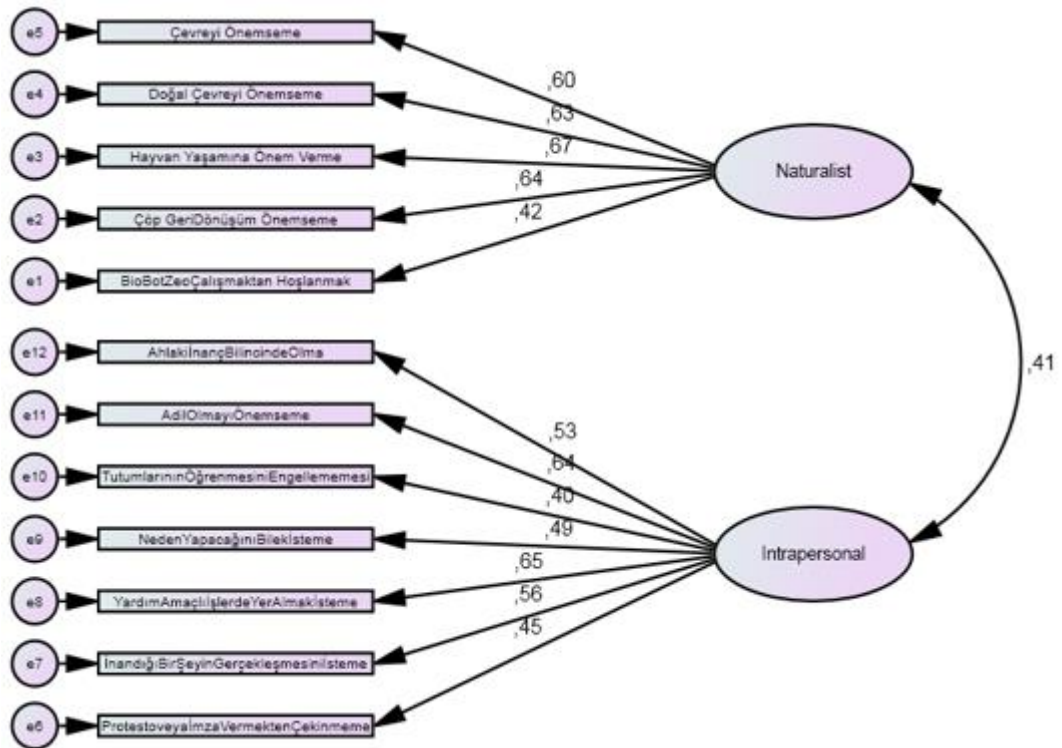 e5 Çevreyi Önemseme
,60
e4 Doğal Çevreyi Önemseme
,63
e3 Hayvan Yaşamına Önem Verme
,67
Naturalist
e2 Çöp GeriDönüşüm Önemseme
,64
e1 BioBotZeoÇalışmaktan Hoşlanmak
,42
,41
e12 AhlakiİnançBilincindeOlma
,53
e11 AdilOlmayıÖnemseme
,64
e10 TutumlarınınÖğrenmesiniEngellememesi
,40
e9 NedenYapacağınıBilekİsteme
,49
Intrapersonal
e8 YardımAmaçlıİşlerdeYerAlmakİsteme
,65
e7 İnandığıBirŞeyinGerçekleşmesiniİsteme
,56
e6 ProtestoveyaİmzaVermektenÇekinmeme
,45